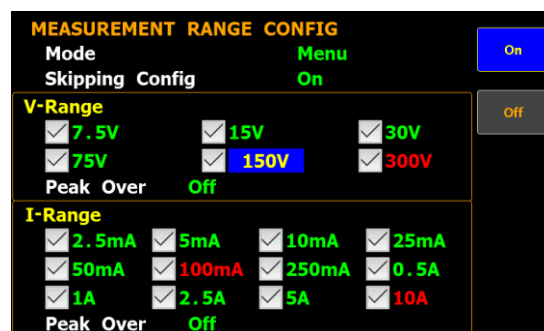 MEASUREMENT RANGE CONFIG
Mode Menu
Skipping Config On
V-Range
7.5V 15V 30V
75V 150V 300V
Peak Over Off
I-Range
2.5mA 5mA 10mA 25mA
50mA 100mA 250mA 0.5A
1A 2.5A 5A 10A
Peak Over Off
On
Off